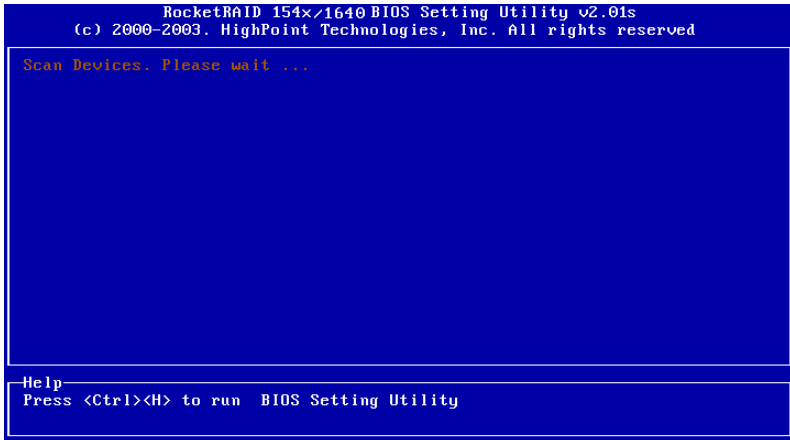 RocketRAID 154x/1640 BIOS Setting Utility v2.01s
(c) 2000-2003. HighPoint Technologies, Inc. All rights reserved
Scan Devices. Please wait ...
Help
Press <Ctrl><H> to run BIOS Setting Utility